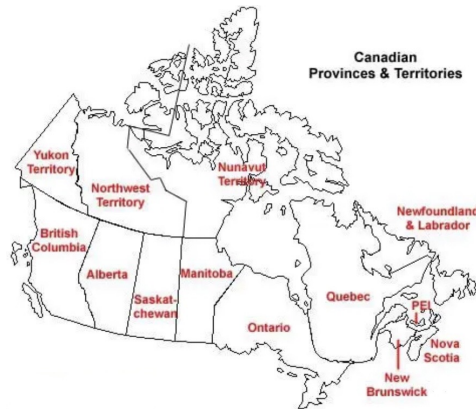 Canadian
Provinces & Territories
Yukon
Territory
Northwest
Territory
Nunavut
Territory
British
Columbia
Alberta
Saskat-
chewan
Manitoba
Ontario
Quebec
Newfoundland
& Labrador
PEI
Nova
Scotia
New
Brunswick